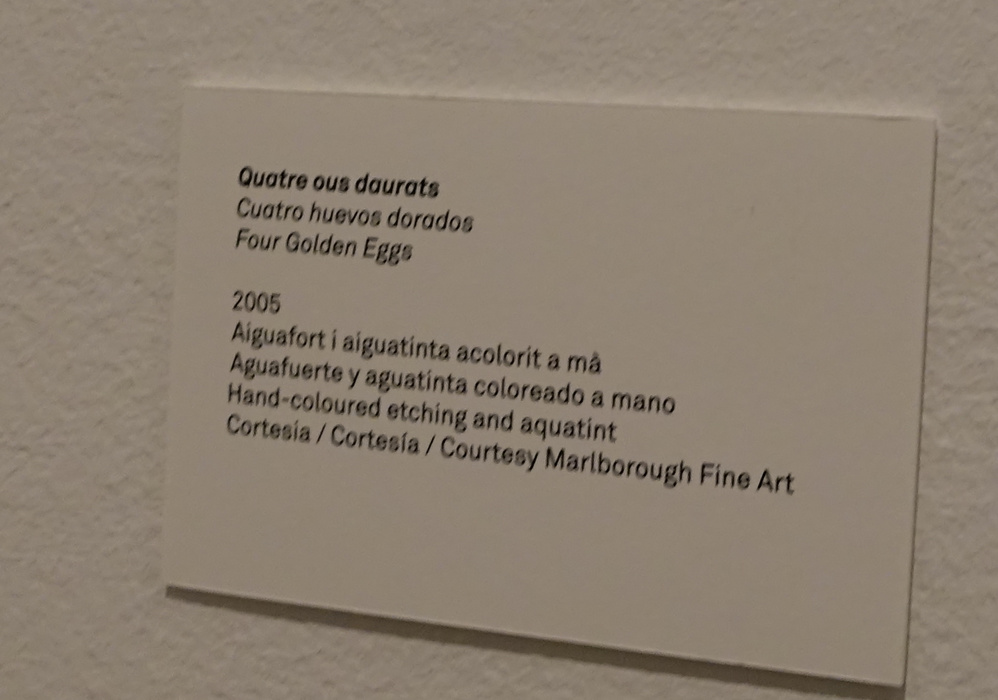 Quatre ous daurats
Cuatro huevos dorados
Four Golden Eggs
2005
Aiguafort i aiguatinta acolorit a mà
Aguafuerte y aguatinta coloreado a mano
Hand-coloured etching and aquatint
Cortesia / Cortesía / Courtesy Marlborough Fine Art